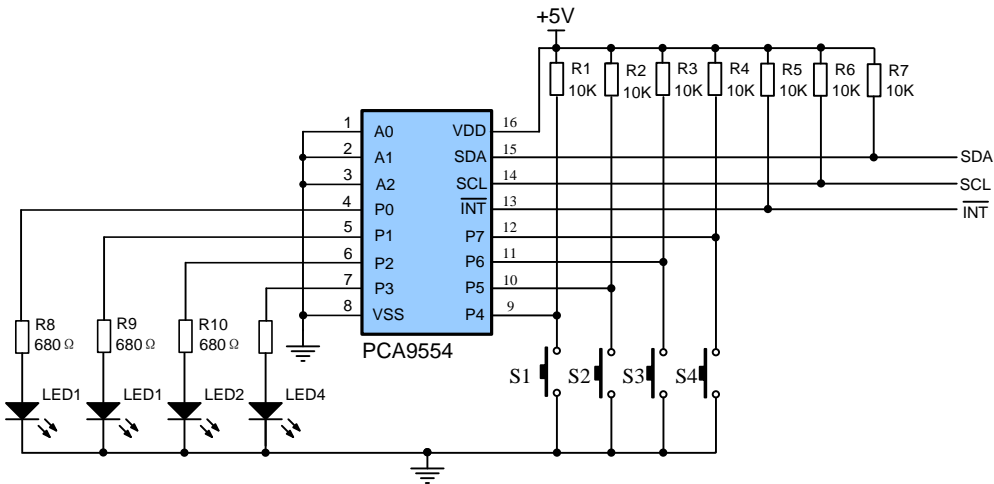 +5V
R1
10K
R2
10K
R3
10K
R4
10K
R5
10K
R6
10K
R7
10K
1 A0 VDD 16
2 A1 SDA 15 SDA
3 A2 SCL 14 SCL
4 P0 INT 13 INT
5 P1 P7 12
6 P2 P6 11
7 P3 P5 10
8 VSS P4 9
PCA9554
R8
680Ω
R9
680Ω
R10
680Ω
S1
S2
S3
S4
LED1
LED1
LED2
LED4